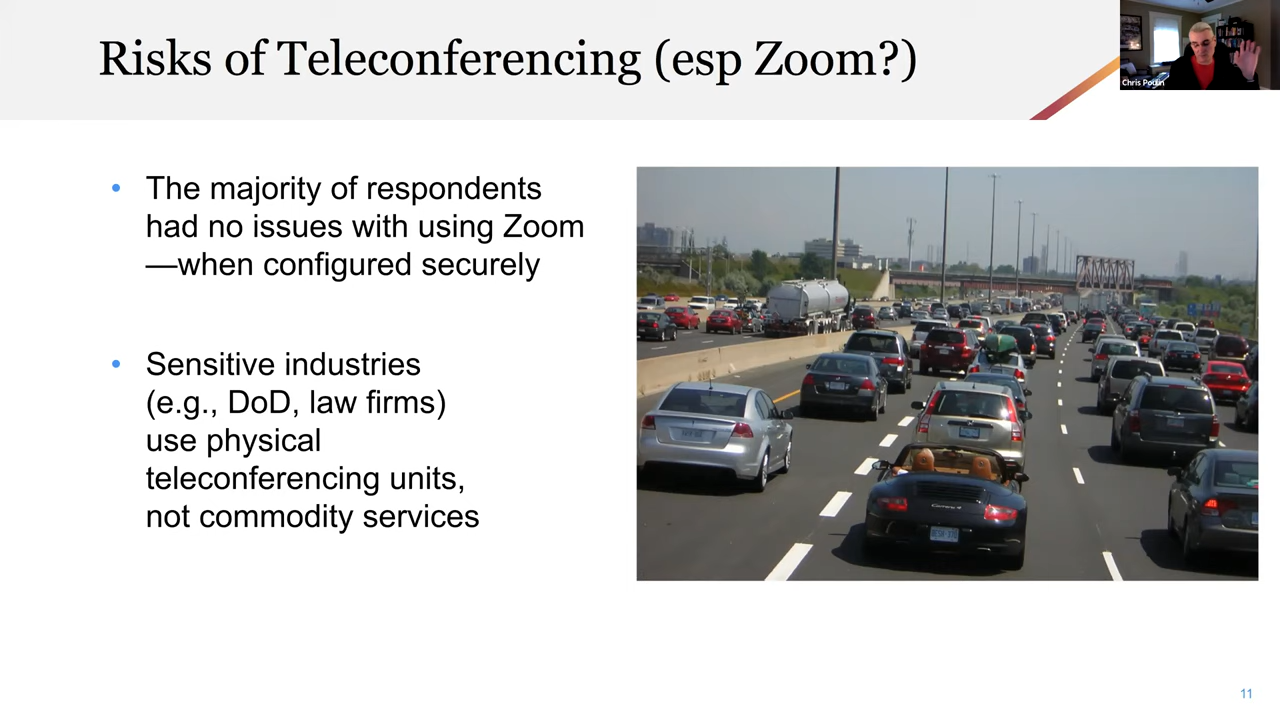 Risks of Teleconferencing (esp Zoom?)
Chris Poulin
• The majority of respondents
had no issues with using Zoom
—when configured securely
• Sensitive industries
(e.g., DoD, law firms)
use physical
teleconferencing units,
not commodity services
11